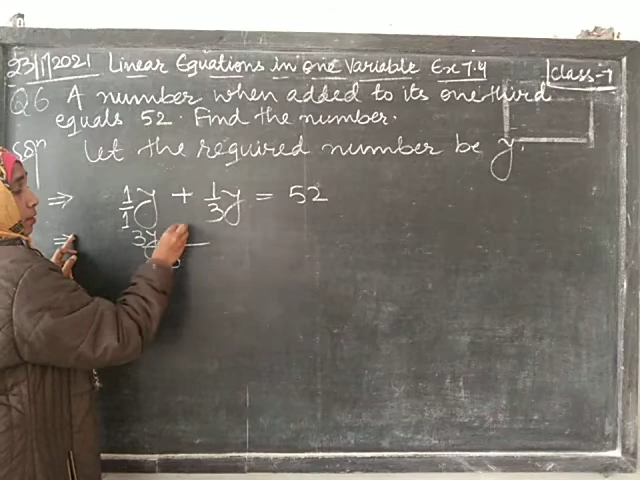 23/1/2021 Linear Equations in one Variable Ex 7.4 Class-7
Q6 A number when added to its one-third
equals 52. Find the number.
Sol Let the required number be y.
⇒ 1/1 y + 1/3 y = 52
⇒ 3y